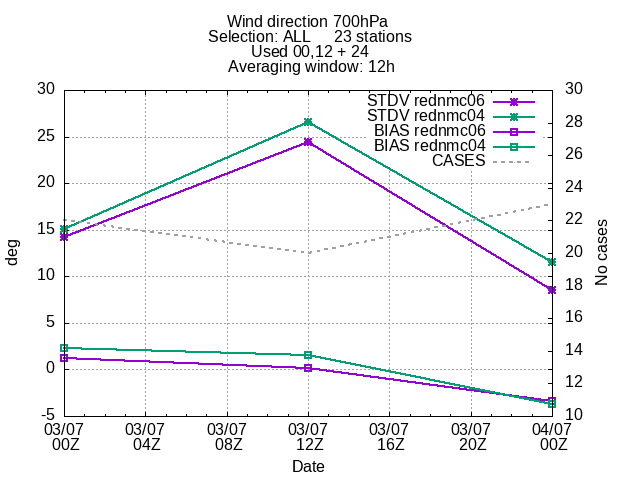 Wind direction 700hPa
Selection: ALL 23 stations
Used 00,12 + 24
Averaging window: 12h
STDV rednmc06
STDV rednmc04
BIAS rednmc06
BIAS rednmc04
CASES
30
25
20
15
10
5
0
-5
deg
30
28
26
24
22
20
18
16
14
12
10
No cases
03/07 03/07 03/07 03/07 03/07 03/07 04/07
00Z 04Z 08Z 12Z 16Z 20Z 00Z
Date